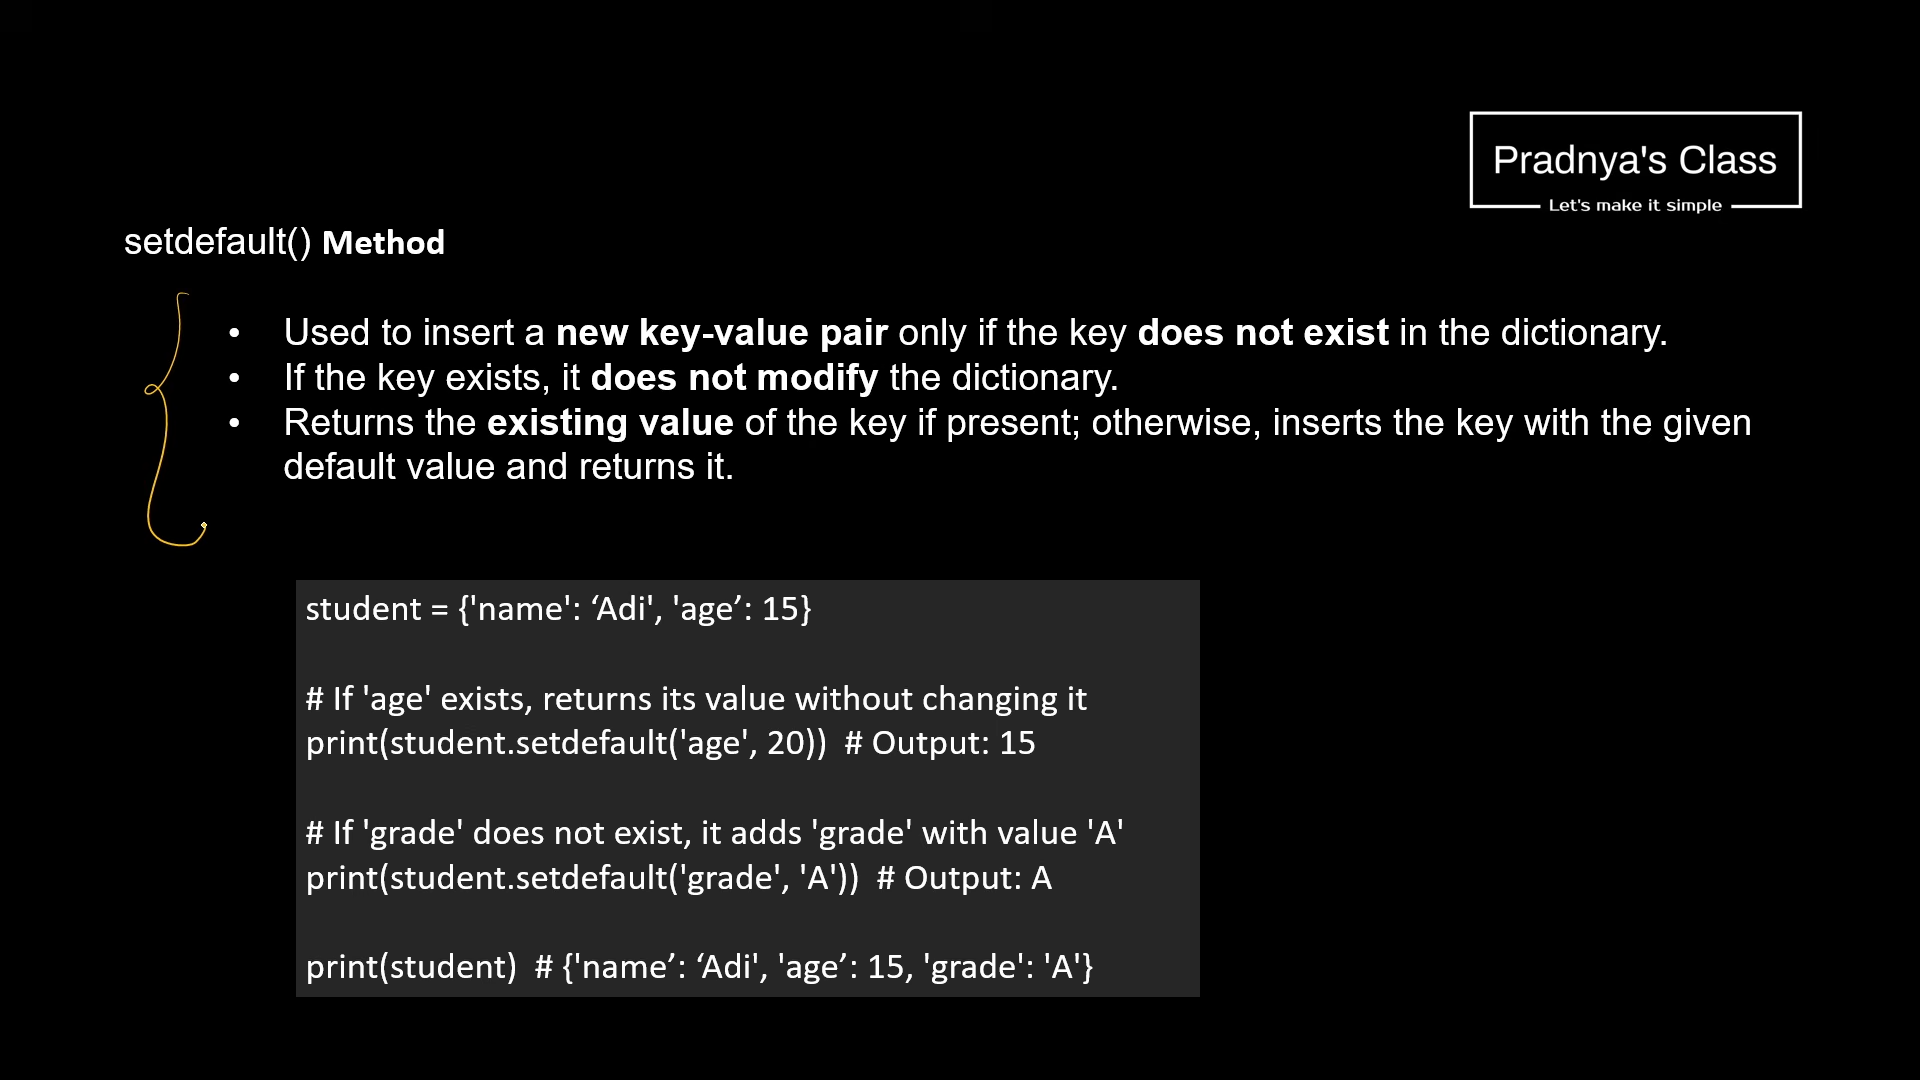 Pradnya's Class
Let's make it simple
setdefault() Method
• Used to insert a new key-value pair only if the key does not exist in the dictionary.
• If the key exists, it does not modify the dictionary.
• Returns the existing value of the key if present; otherwise, inserts the key with the given
default value and returns it.
student = {'name': ‘Adi', 'age’: 15}
# If 'age' exists, returns its value without changing it
print(student.setdefault('age', 20))  # Output: 15
# If 'grade' does not exist, it adds 'grade' with value 'A'
print(student.setdefault('grade', 'A'))  # Output: A
print(student)  # {'name’: ‘Adi', 'age’: 15, 'grade': 'A'}